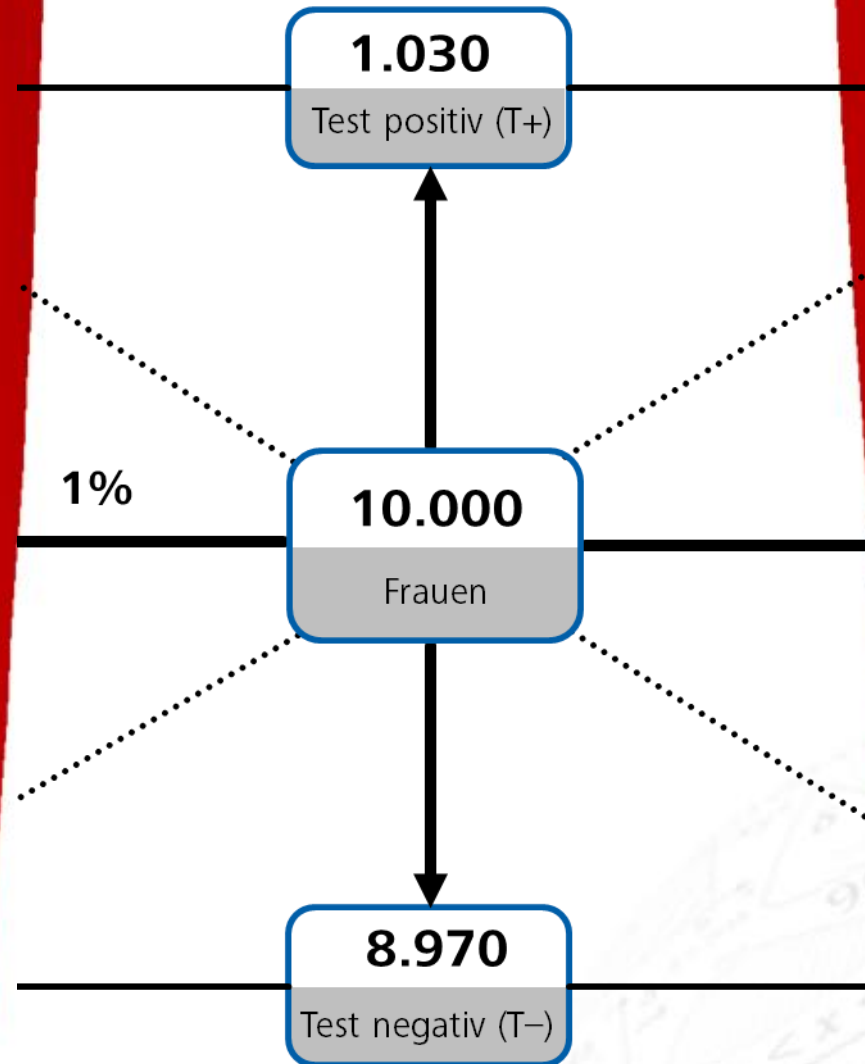 1.030
Test positiv (T+)
1%
10.000
Frauen
8.970
Test negativ (T–)